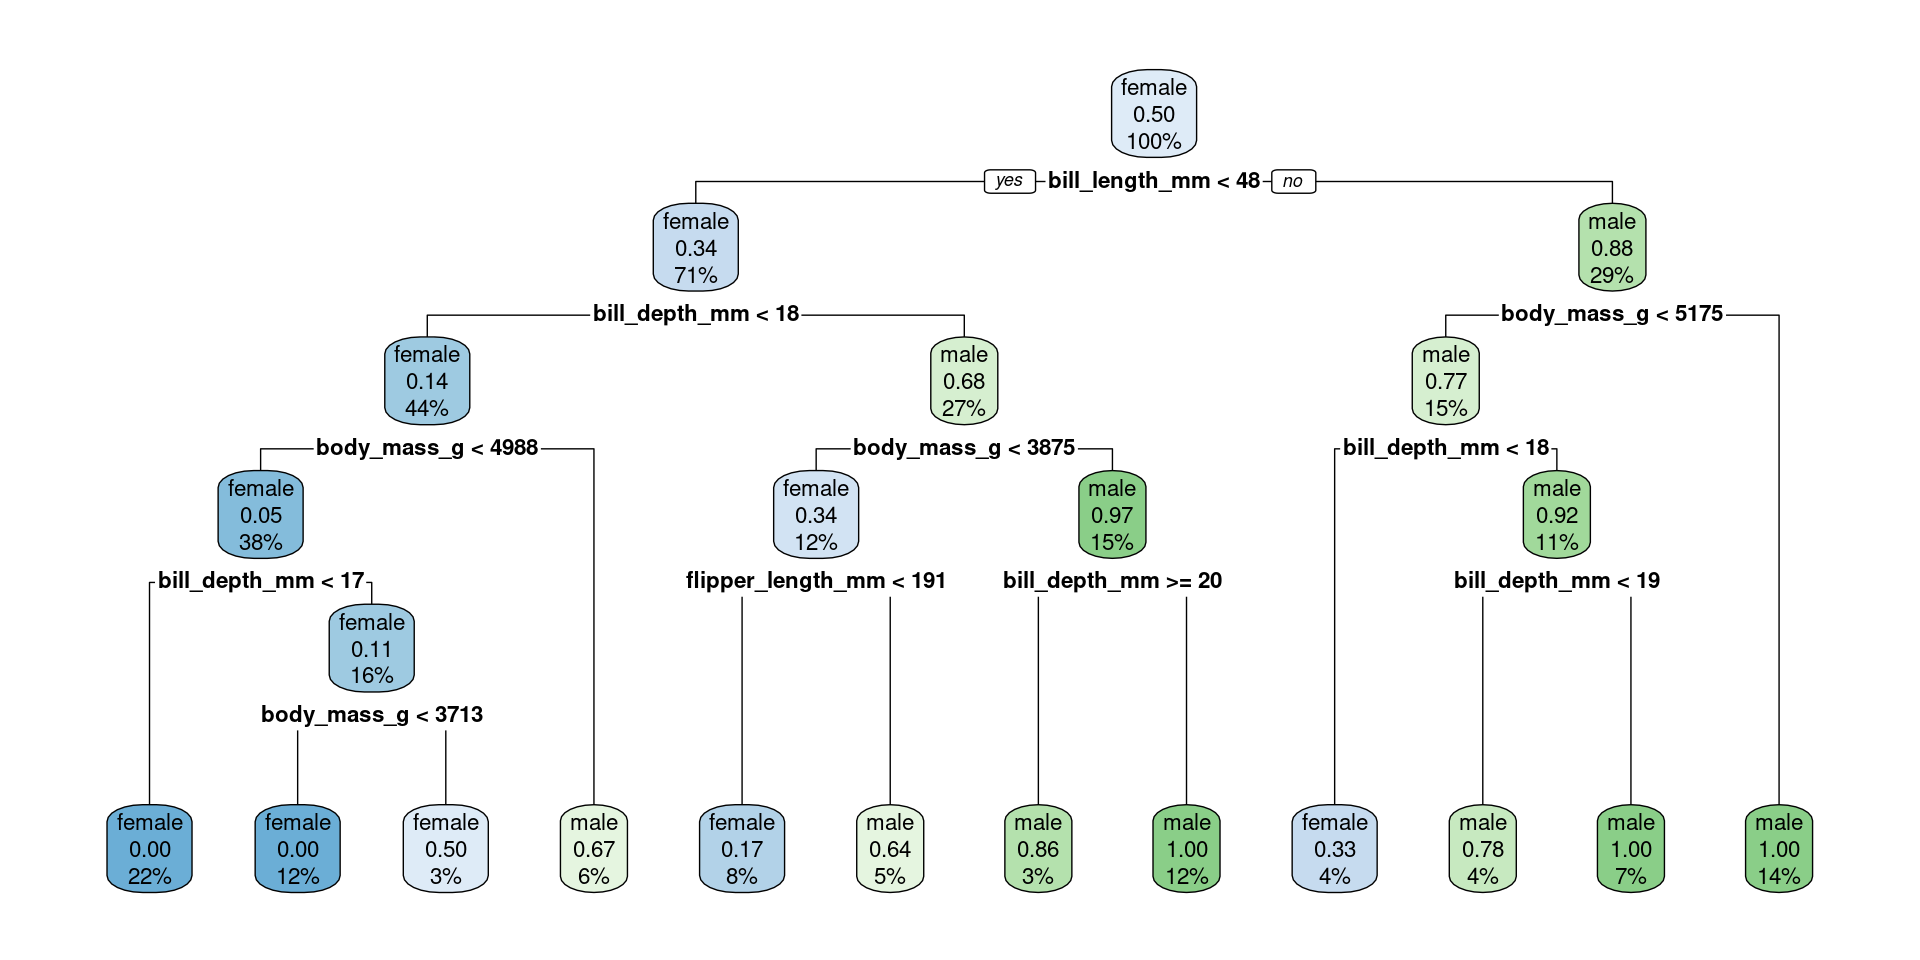 female
0.50
100%
yes
bill_length_mm < 48
no
female
0.34
71%
male
0.88
29%
bill_depth_mm < 18
body_mass_g < 5175
female
0.14
44%
male
0.68
27%
male
0.77
15%
body_mass_g < 4988
body_mass_g < 3875
bill_depth_mm < 18
female
0.05
38%
female
0.34
12%
male
0.97
15%
male
0.92
11%
bill_depth_mm < 17
flipper_length_mm < 191
bill_depth_mm >= 20
bill_depth_mm < 19
female
0.11
16%
body_mass_g < 3713
female
0.00
22%
female
0.00
12%
female
0.50
3%
male
0.67
6%
female
0.17
8%
male
0.64
5%
male
0.86
3%
male
1.00
12%
female
0.33
4%
male
0.78
4%
male
1.00
7%
male
1.00
14%